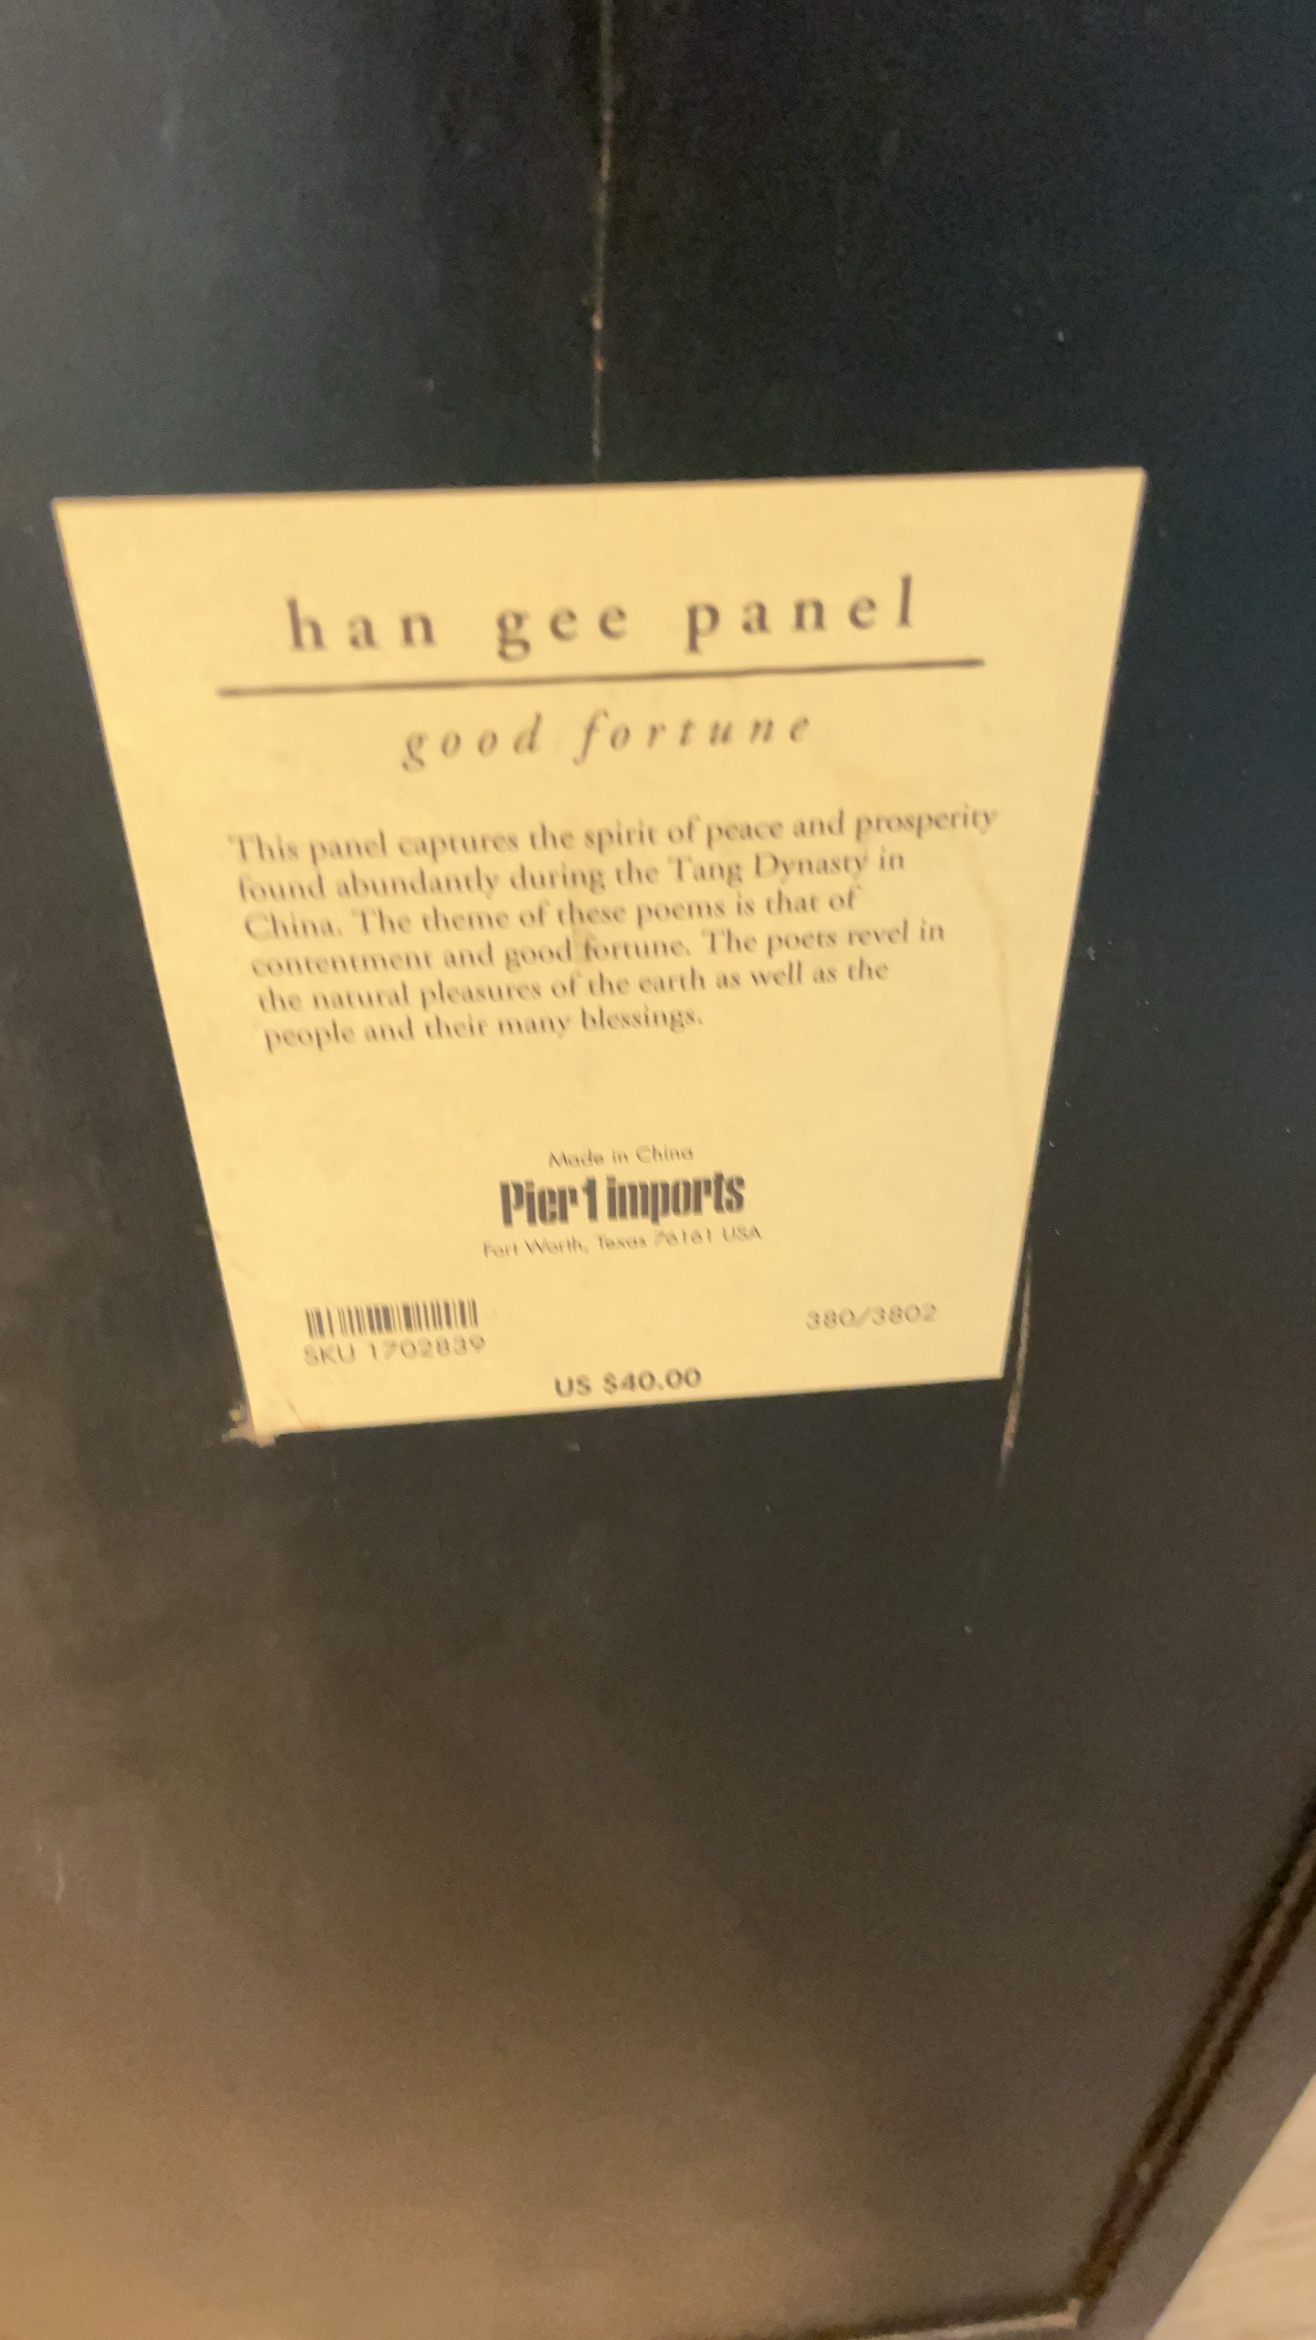 han gee panel
good fortune
This panel captures the spirit of peace and prosperity
found abundantly during the Tang Dynasty in
China. The theme of these poems is that of
contentment and good fortune. The poets revel in
the natural pleasures of the earth as well as the
people and their many blessings.
Made in China
Pier 1 imports
Fort Worth, Texas 76161 USA
SKU 1702839
380/3802
US $40.00